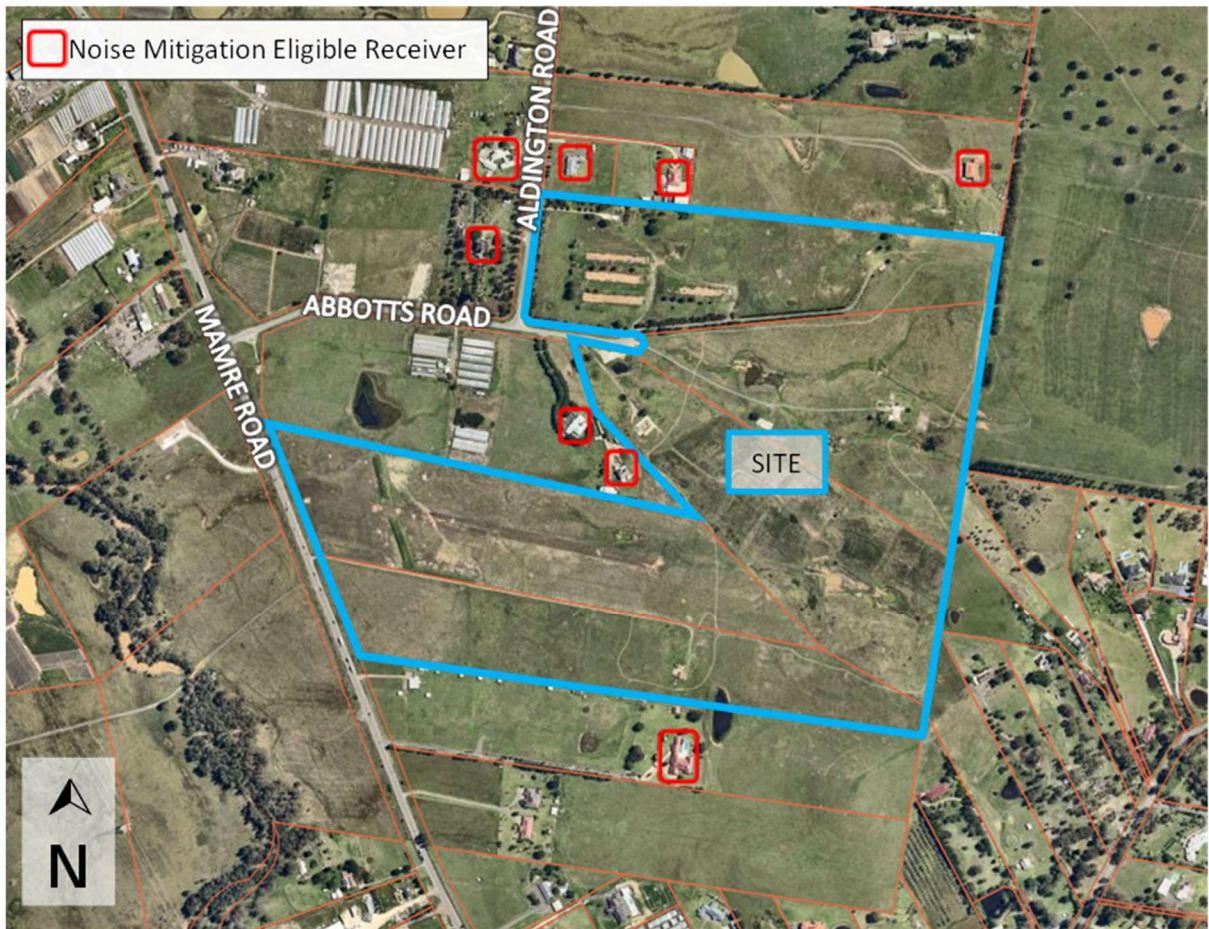 Noise Mitigation Eligible Receiver
ALDINGTON ROAD
ABBOTTS ROAD
MAMRE ROAD
SITE
N